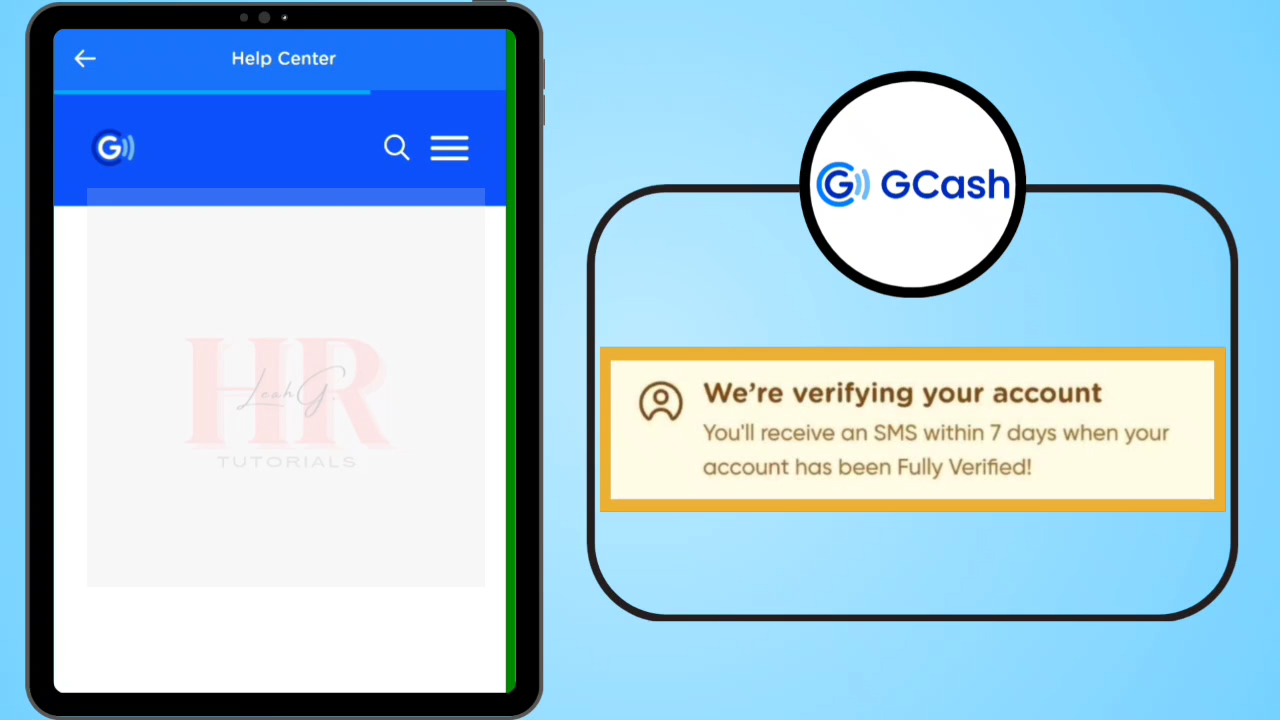 Help Center
G
HR
Leah G.
TUTORIALS
GCash
We're verifying your account
You'll receive an SMS within 7 days when your
account has been Fully Verified!